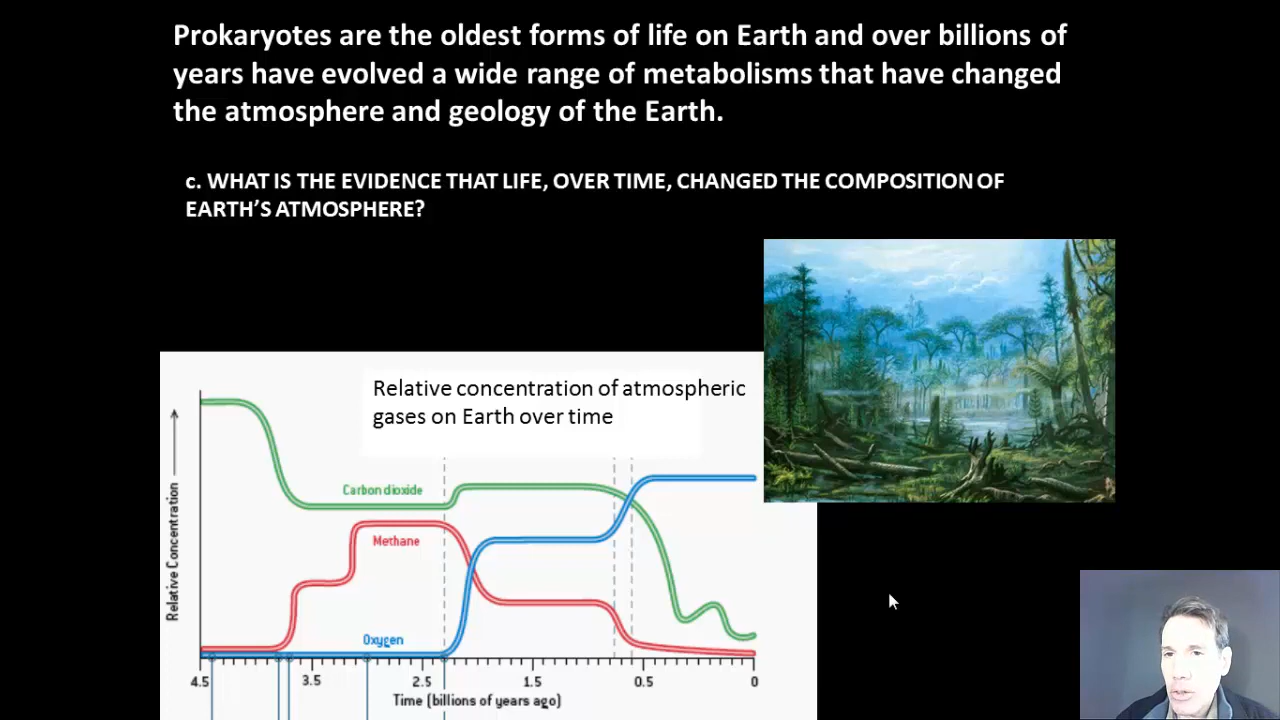 Prokaryotes are the oldest forms of life on Earth and over billions of
years have evolved a wide range of metabolisms that have changed
the atmosphere and geology of the Earth.
c. WHAT IS THE EVIDENCE THAT LIFE, OVER TIME, CHANGED THE COMPOSITION OF
EARTH'S ATMOSPHERE?
Relative concentration of atmospheric
gases on Earth over time
Relative Concentration
Carbon dioxide
Methane
Oxygen
4.5 3.5 2.5 1.5 0.5 0
Time (billions of years ago)